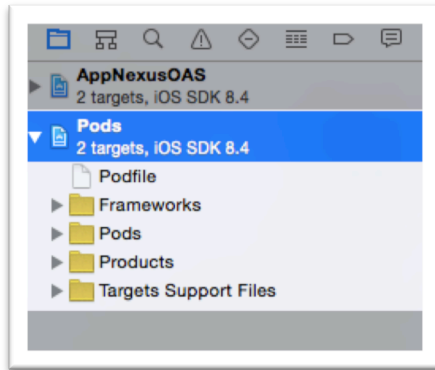 AppNexusOAS
2 targets, iOS SDK 8.4
Pods
2 targets, iOS SDK 8.4
Podfile
Frameworks
Pods
Products
Targets Support Files